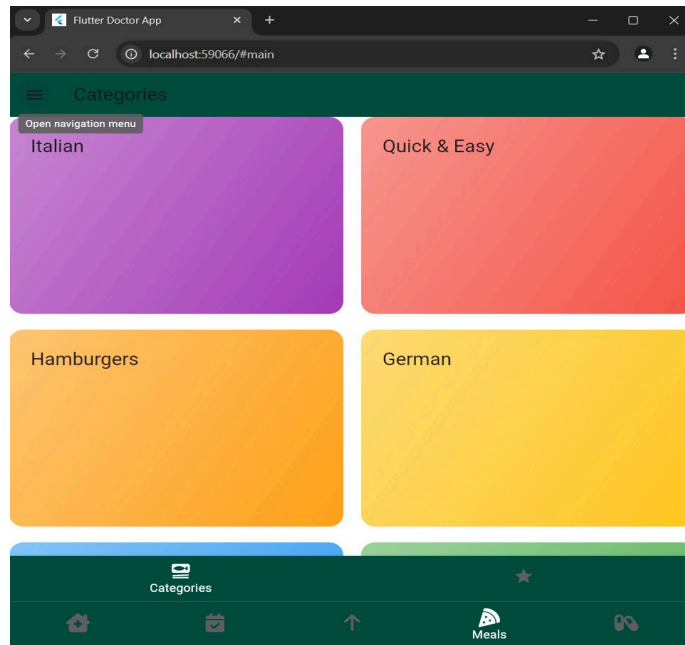 Flutter Doctor App
localhost:59066/#main
Categories
Open navigation menu
Italian
Quick & Easy
Hamburgers
German
Categories
Meals